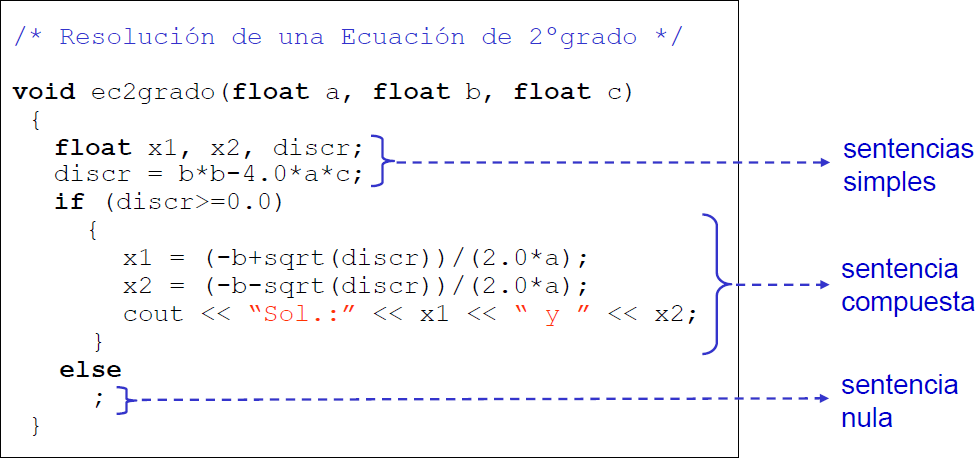 /* Resolución de una Ecuación de 2ºgrado */
void ec2grado(float a, float b, float c)
{
float x1, x2, discr;
discr = b*b-4.0*a*c;
sentencias
simples
if (discr>=0.0)
{
x1 = (-b+sqrt(discr))/(2.0*a);
x2 = (-b-sqrt(discr))/(2.0*a);
cout << “Sol.:” << x1 << “ y ” << x2;
}
sentencia
compuesta
else
;
sentencia
nula
}